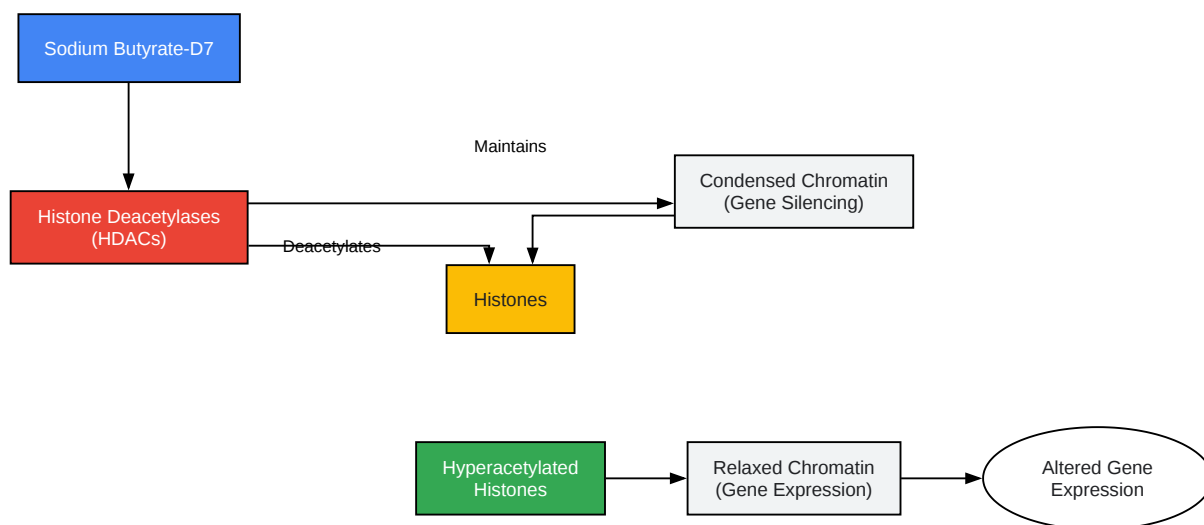 Sodium Butyrate-D7
Maintains
Condensed Chromatin
(Gene Silencing)
Histone Deacetylases
(HDACs)
Deacetylates
Histones
Hyperacetylated
Histones
Relaxed Chromatin
(Gene Expression)
Altered Gene
Expression